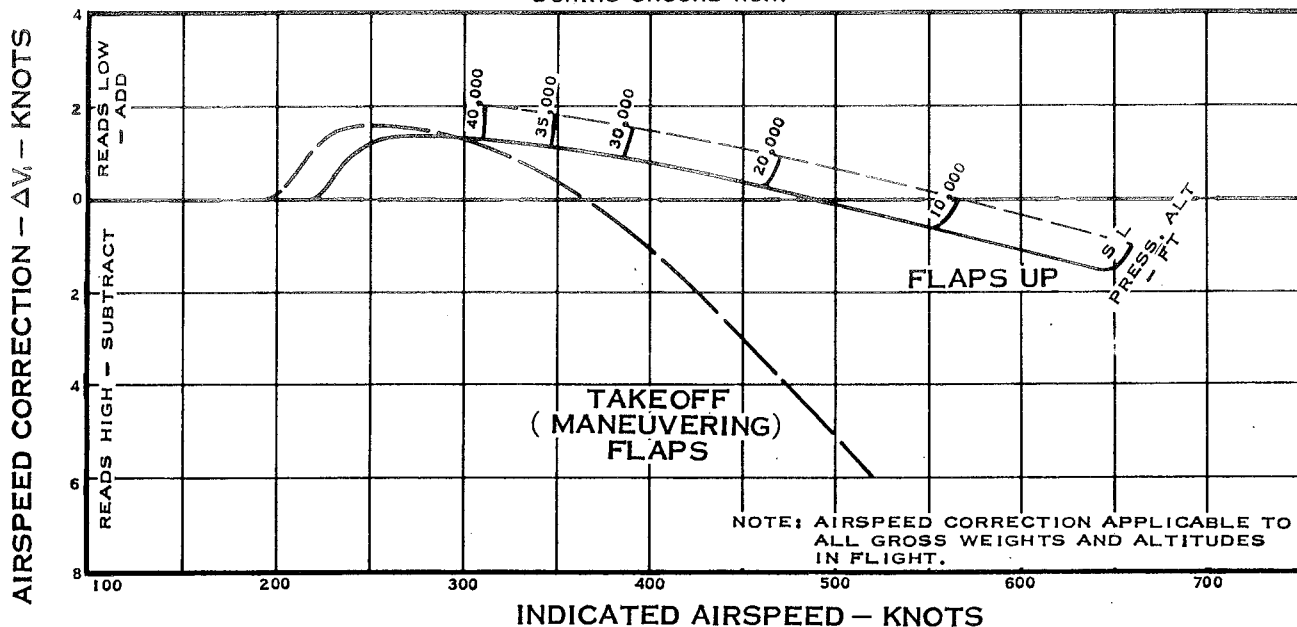 DURING GROUND RUN
AIRSPEED CORRECTION – ΔVi – KNOTS
READS LOW
– ADD
READS HIGH – SUBTRACT
4
2
0
2
4
6
8
40,000
35,000
30,000
20,000
10,000
S L
PRESS. ALT
– FT
FLAPS UP
TAKEOFF
( MANEUVERING)
FLAPS
NOTE: AIRSPEED CORRECTION APPLICABLE TO
ALL GROSS WEIGHTS AND ALTITUDES
IN FLIGHT.
100 200 300 400 500 600 700
INDICATED AIRSPEED – KNOTS